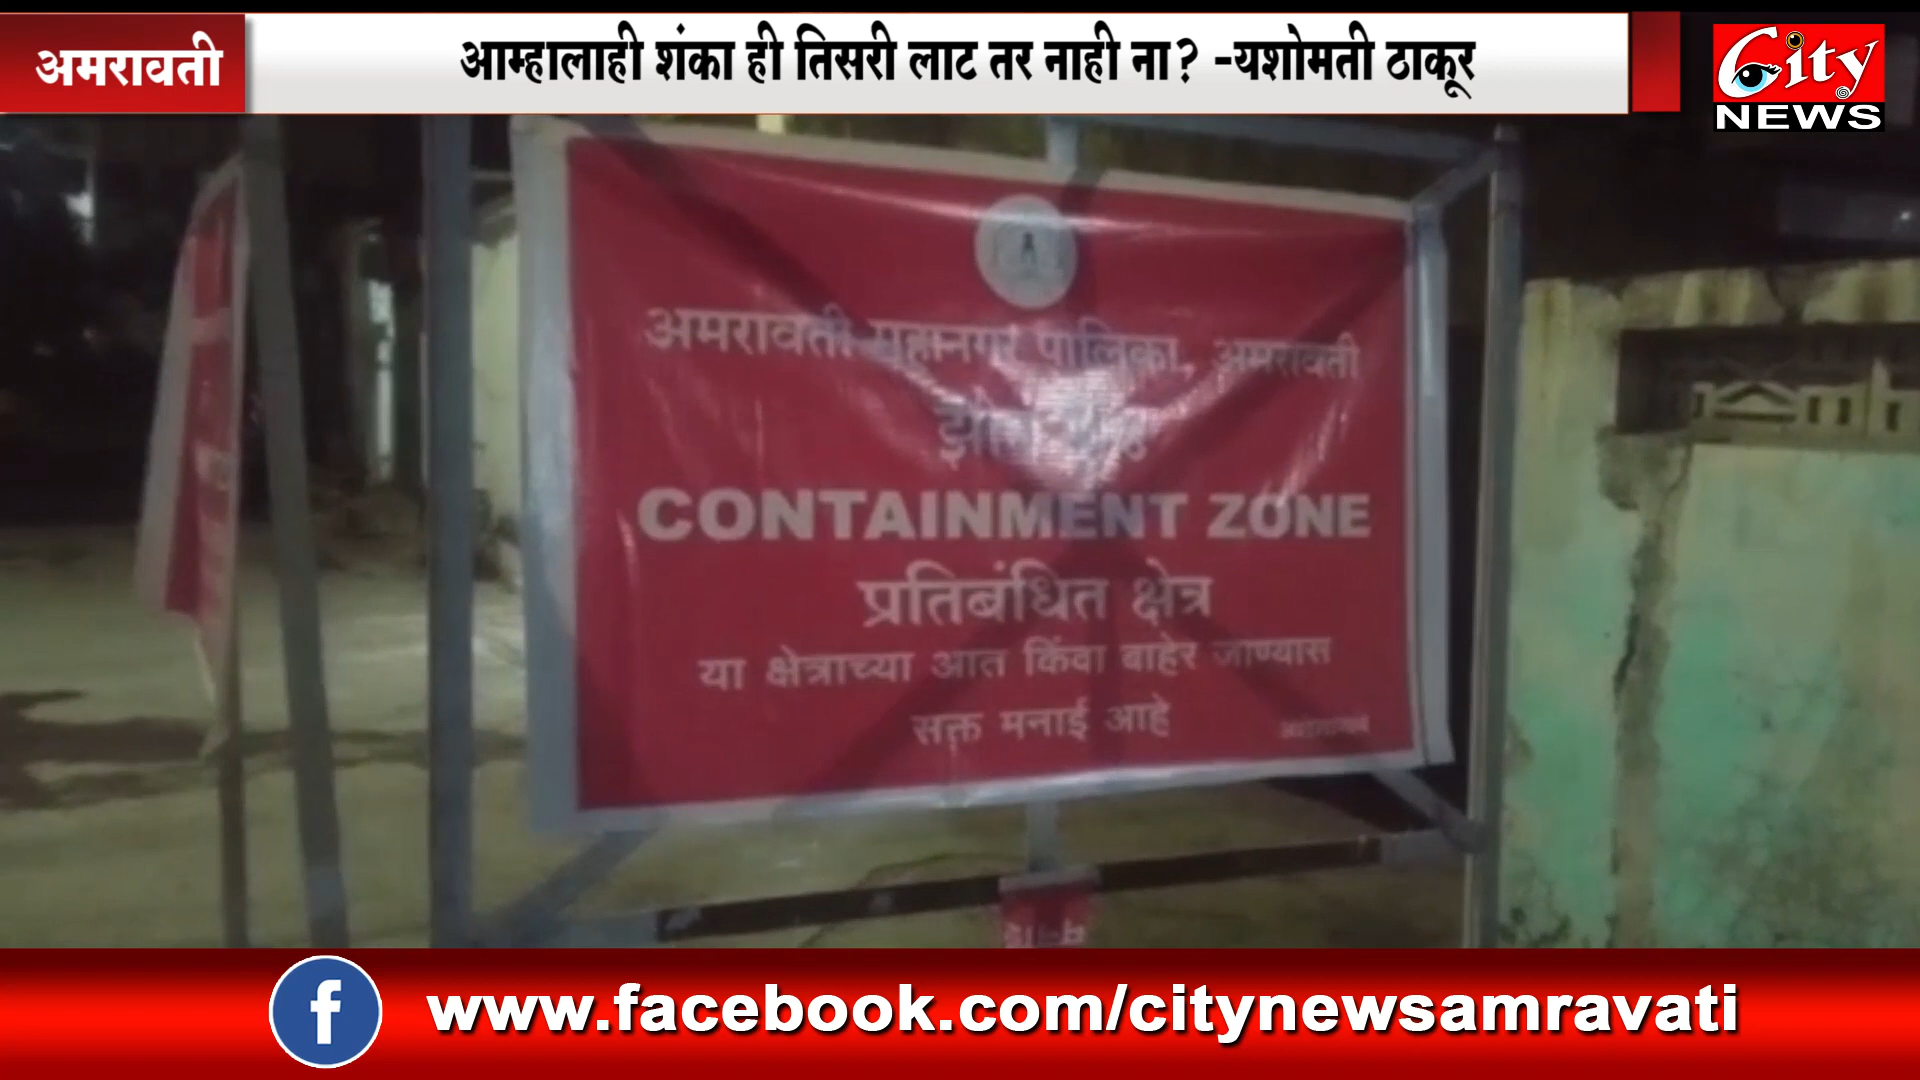 अमरावती
आम्हालाही शंका ही तिसरी लाट तर नाही ना? -यशोमती ठाकूर
City
NEWS
अमरावती महानगर पालिका, अमरावती
झोन
CONTAINMENT ZONE
प्रतिबंधित क्षेत्र
या क्षेत्राच्या आत किंवा बाहेर जाण्यास
सक्त मनाई आहे
f www.facebook.com/citynewsamravati